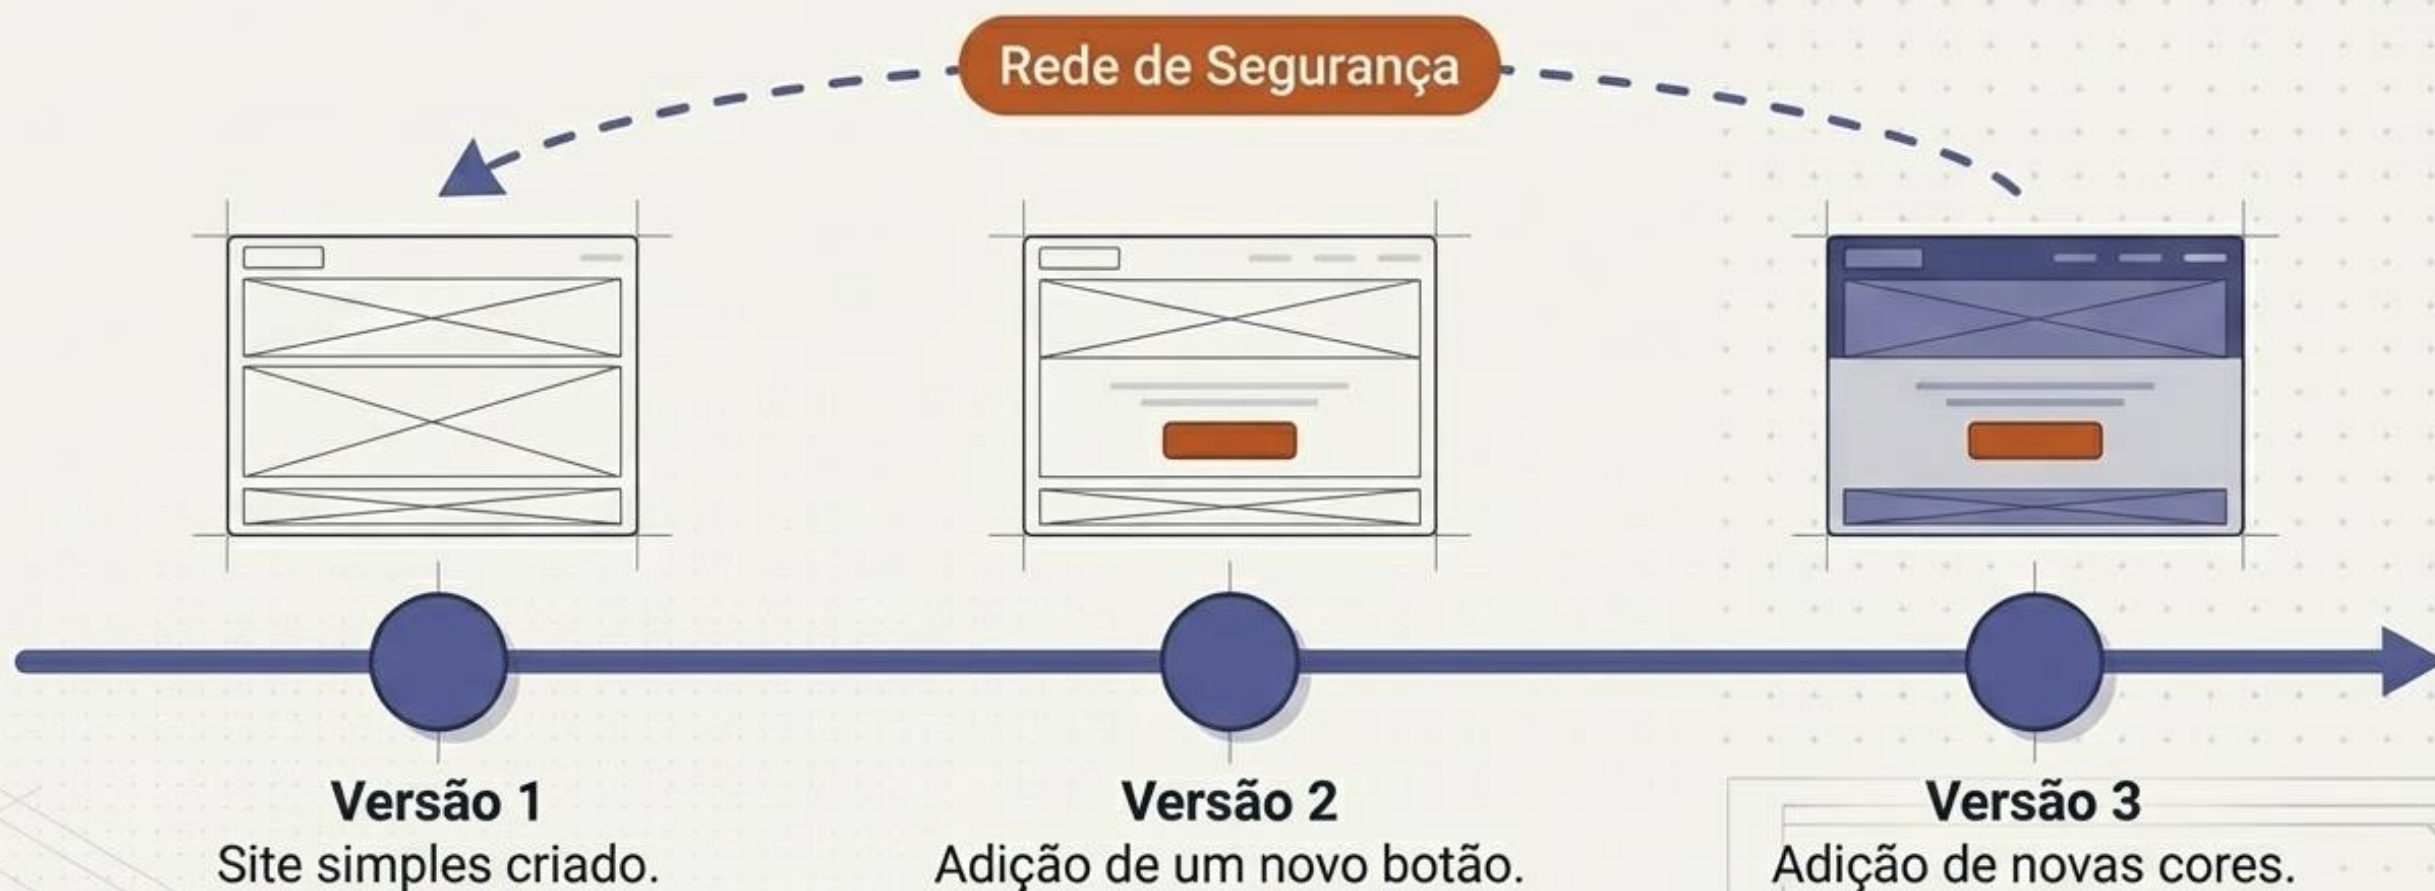 Rede de Segurança
Versão 1
Site simples criado.
Versão 2
Adição de um novo botão.
Versão 3
Adição de novas cores.